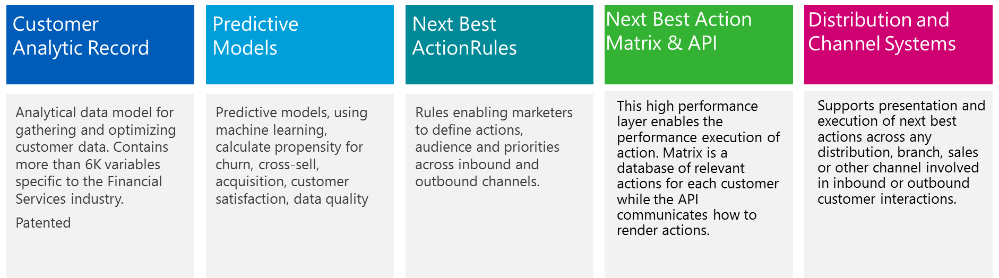 Customer
Analytic Record
Analytical data model for
gathering and optimizing
customer data. Contains
more than 6K variables
specific to the Financial
Services industry.
Patented
Predictive
Models
Predictive models, using
machine learning,
calculate propensity for
churn, cross-sell,
acquisition, customer
satisfaction, data quality
Next Best
ActionRules
Rules enabling marketers
to define actions,
audience and priorities
across inbound and
outbound channels.
Next Best Action
Matrix & API
This high performance
layer enables the
performance execution of
action. Matrix is a
database of relevant
actions for each customer
while the API
communicates how to
render actions.
Distribution and
Channel Systems
Supports presentation and
execution of next best
actions across any
distribution, branch, sales
or other channel involved
in inbound or outbound
customer interactions.